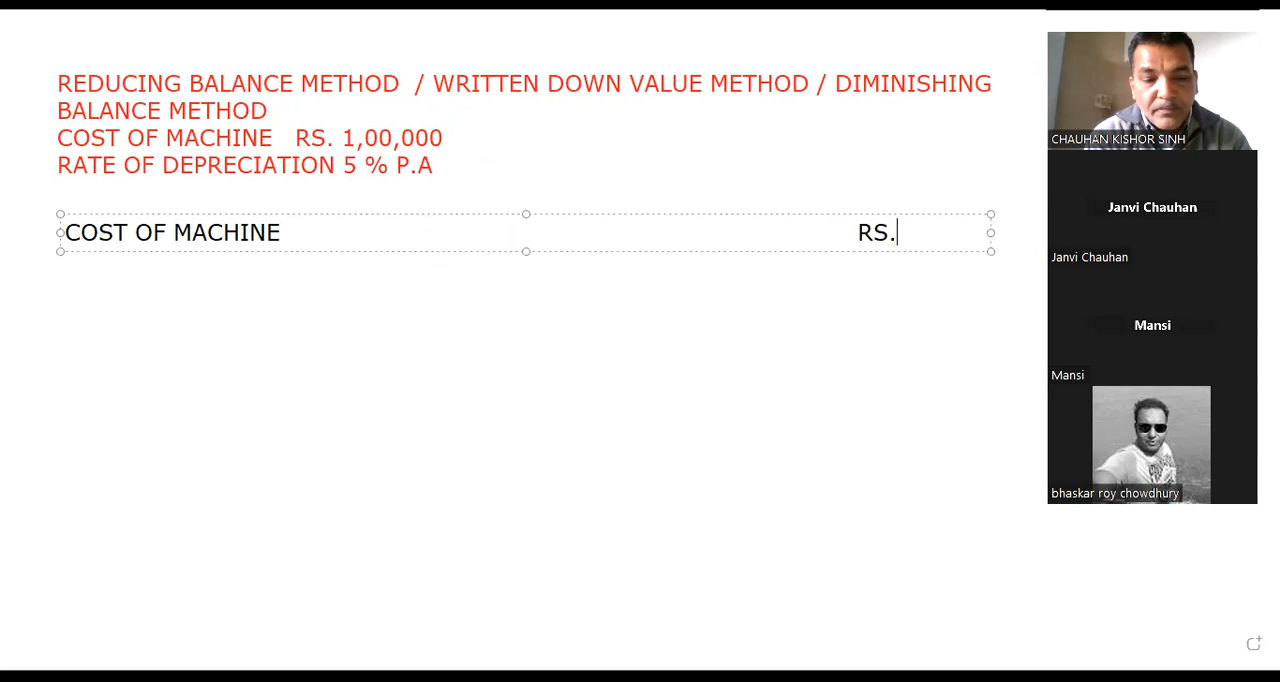 REDUCING BALANCE METHOD / WRITTEN DOWN VALUE METHOD / DIMINISHING
BALANCE METHOD
COST OF MACHINE RS. 1,00,000
RATE OF DEPRECIATION 5 % P.A
COST OF MACHINE RS.
CHAUHAN KISHOR SINH
Janvi Chauhan
Janvi Chauhan
Mansi
Mansi
bhaskar roy chowdhury